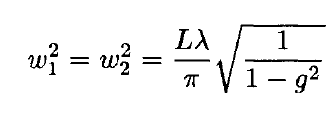 $w_1^2 = w_2^2 = \frac{L\lambda}{\pi} \sqrt{\frac{1}{1 - g^2}}$